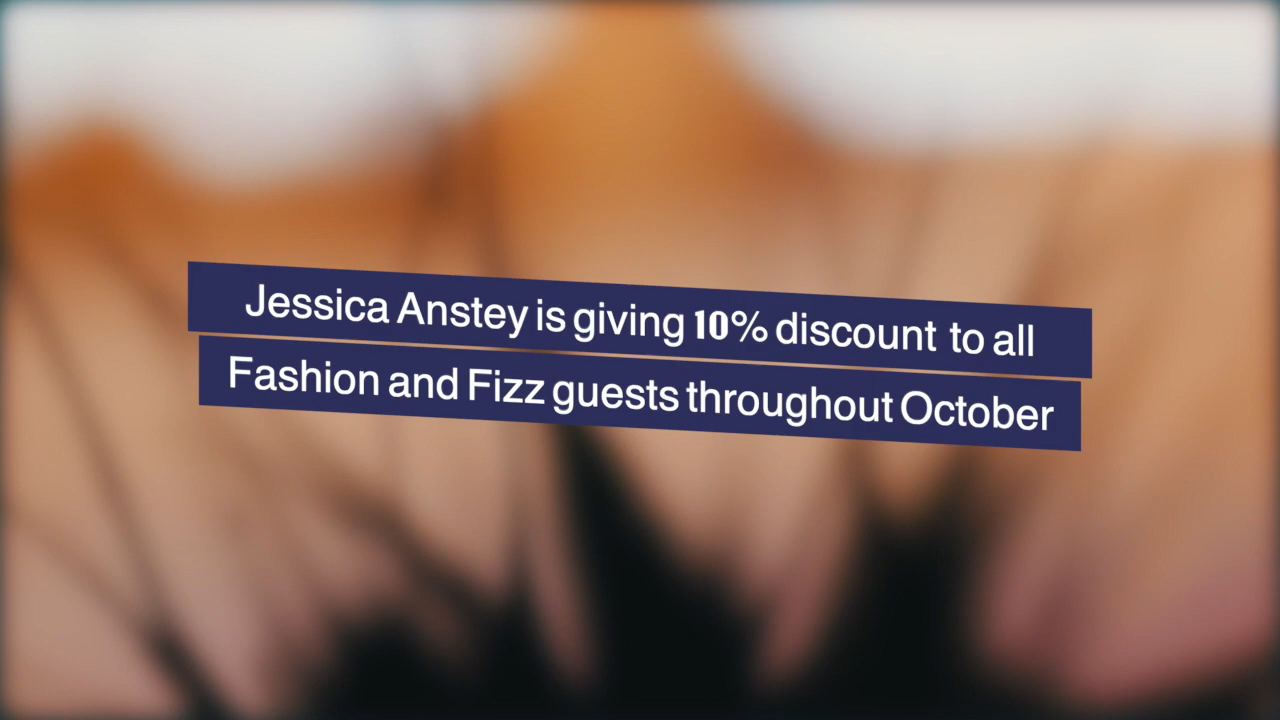 Jessica Anstey is giving 10% discount to all
Fashion and Fizz guests throughout October